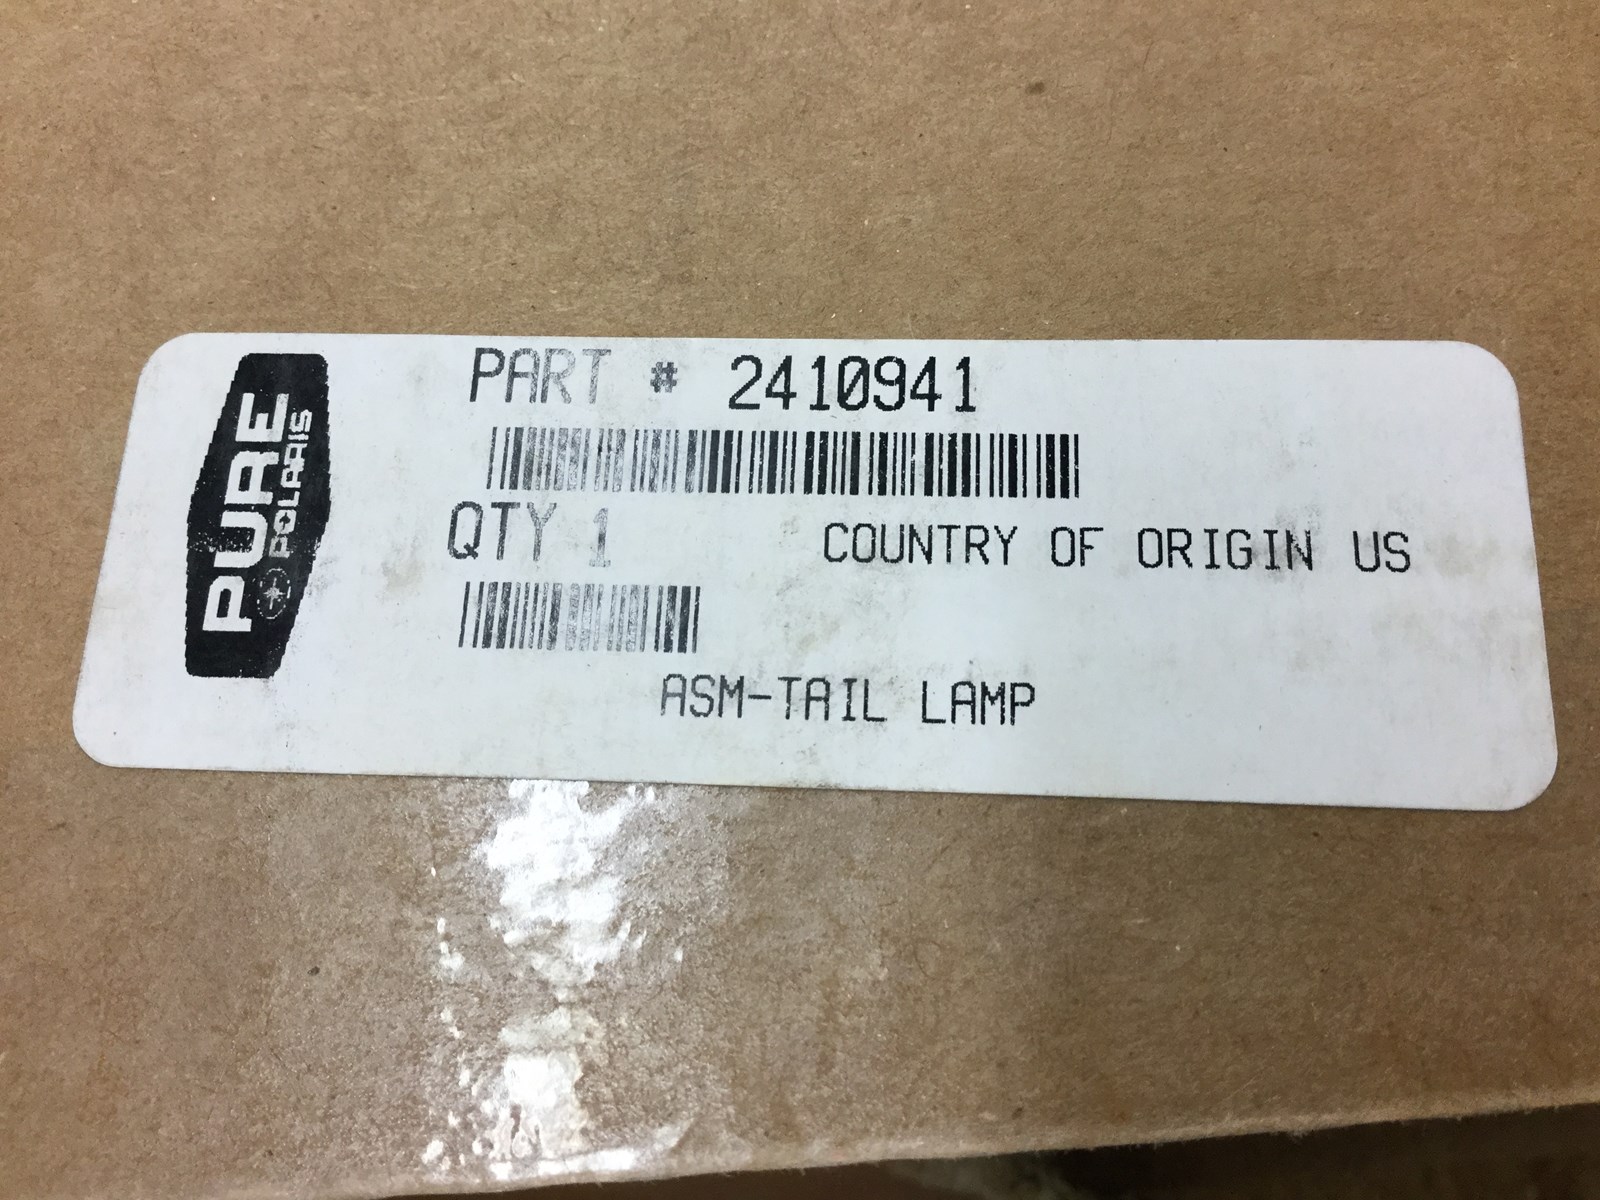 PURE
POLARIS
PART # 2410941
QTY 1
COUNTRY OF ORIGIN US
ASM-TAIL LAMP